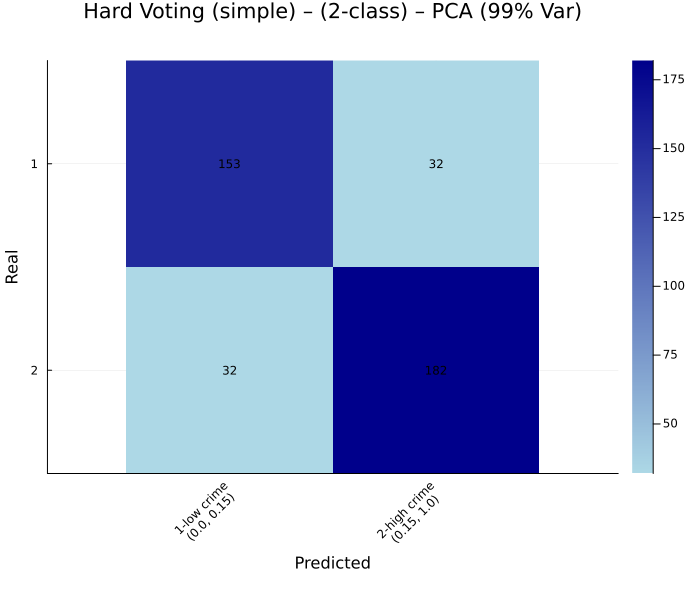 Hard Voting (simple) – (2-class) – PCA (99% Var)
175
150
125
100
75
50
1
153
32
2
32
182
Real
1-low crime
(0.0, 0.15)
2-high crime
(0.15, 1.0)
Predicted